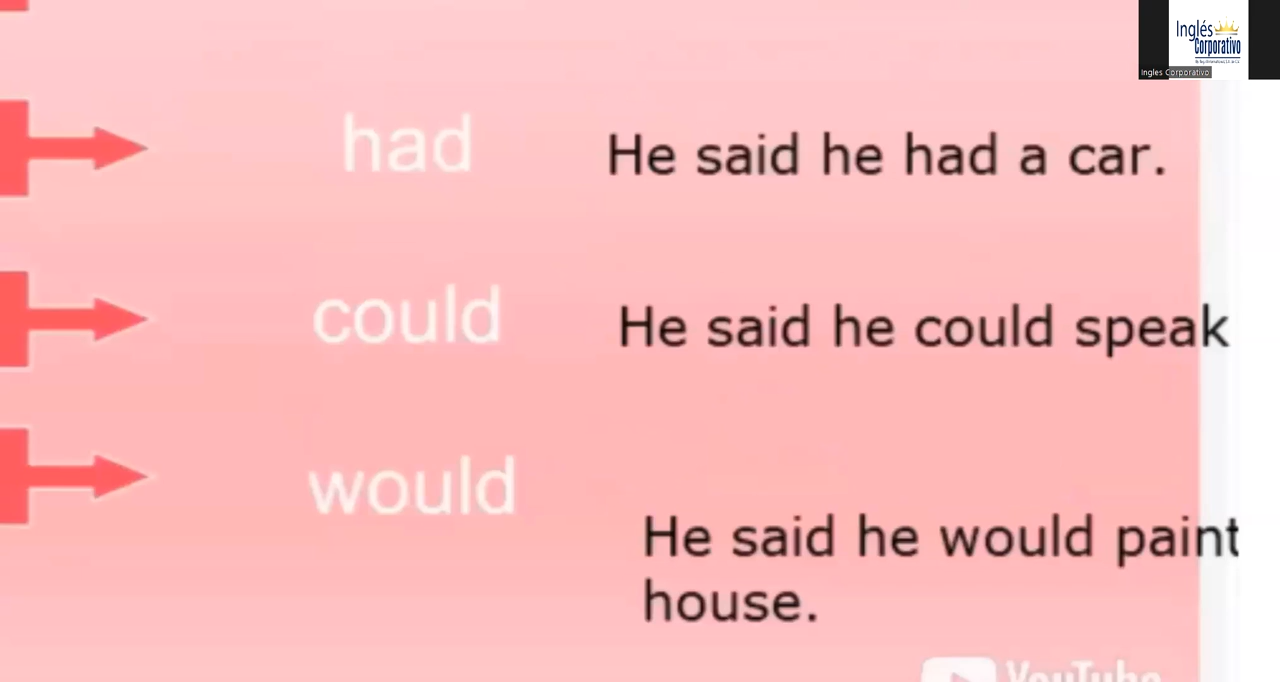 Inglés
Corporativo
Ingles Corporativo
had
He said he had a car.
could
He said he could speak
would
He said he would paint
house.
YouTube